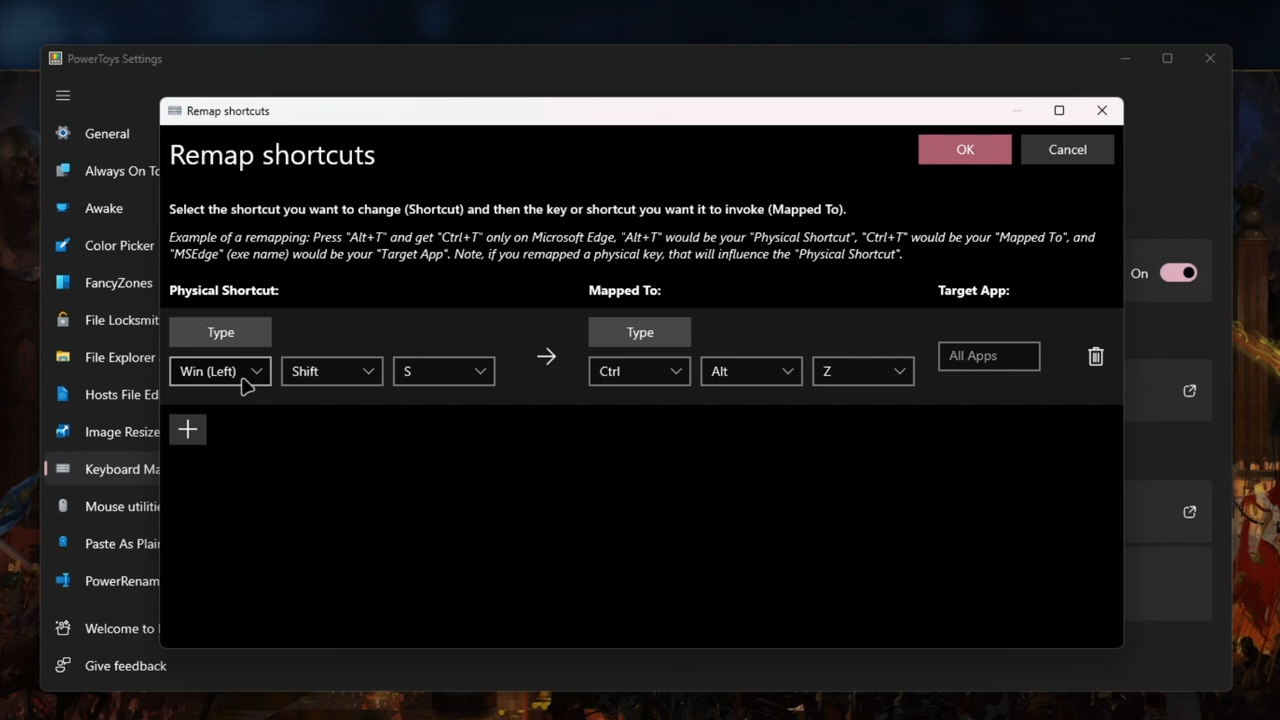 PowerToys Settings
Remap shortcuts
Remap shortcuts
OK
Cancel
Select the shortcut you want to change (Shortcut) and then the key or shortcut you want it to invoke (Mapped To).
Example of a remapping: Press "Alt+T" and get "Ctrl+T" only on Microsoft Edge, "Alt+T" would be your "Physical Shortcut", "Ctrl+T" would be your "Mapped To", and
"MSEdge" (exe name) would be your "Target App". Note, if you remapped a physical key, that will influence the "Physical Shortcut".
Physical Shortcut:
Mapped To:
Target App:
Type
Type
Win (Left)
Shift
S
Ctrl
Alt
Z
All Apps
General
Always On To
Awake
Color Picker
FancyZones
File Locksmit
File Explorer
Hosts File Ed
Image Resize
Keyboard Ma
Mouse utilitie
Paste As Plai
PowerRenam
Welcome to
Give feedback
On